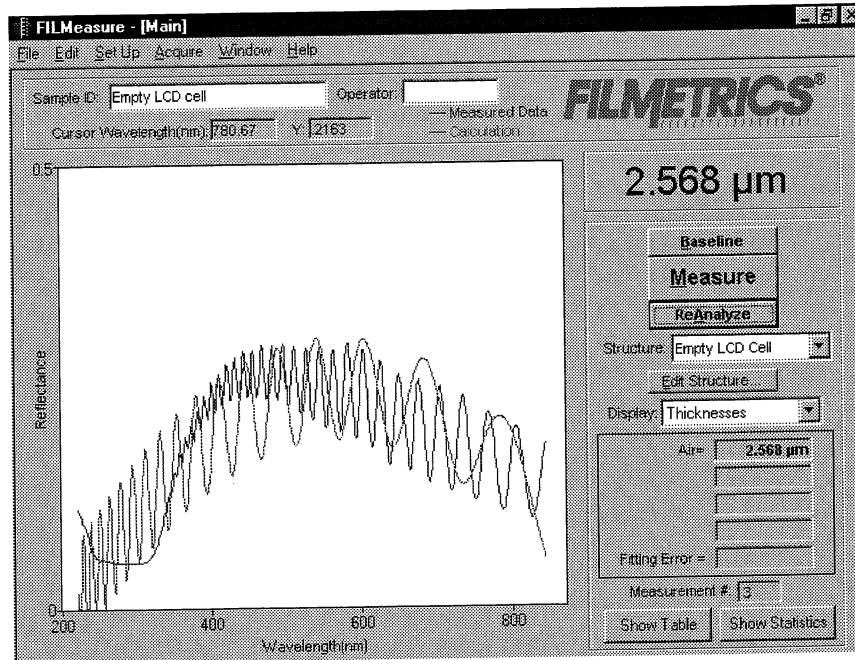 FILMeasure - [Main]
File Edit Set Up Acquire Window Help
Sample ID: Empty LCD cell Operator:
Cursor Wavelength(nm): 780.67 Y: .2163
Measured Data
Calculation
FILMETRICS®
0.5
0
Reflectance
200 400 600 800
Wavelength(nm)
2.568 µm
Baseline
Measure
ReAnalyze
Structure: Empty LCD Cell
Edit Structure
Display: Thicknesses
Air= 2.568 µm
Fitting Error =
Measurement #: 3
Show Table Show Statistics